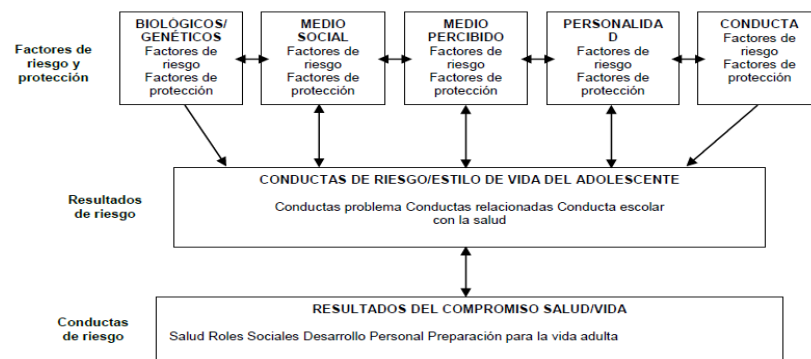 Factores de
riesgo y
protección
BIOLÓGICOS/
GENÉTICOS
Factores de
riesgo
Factores de
protección
MEDIO
SOCIAL
Factores de
riesgo
Factores de
protección
MEDIO
PERCIBIDO
Factores de
riesgo
Factores de
protección
PERSONALIDA
D
Factores de
riesgo
Factores de
protección
CONDUCTA
Factores de
riesgo
Factores de
protección
Resultados
de riesgo
CONDUCTAS DE RIESGO/ESTILO DE VIDA DEL ADOLESCENTE
Conductas problema Conductas relacionadas Conducta escolar
con la salud
Conductas
de riesgo
RESULTADOS DEL COMPROMISO SALUD/VIDA
Salud Roles Sociales Desarrollo Personal Preparación para la vida adulta